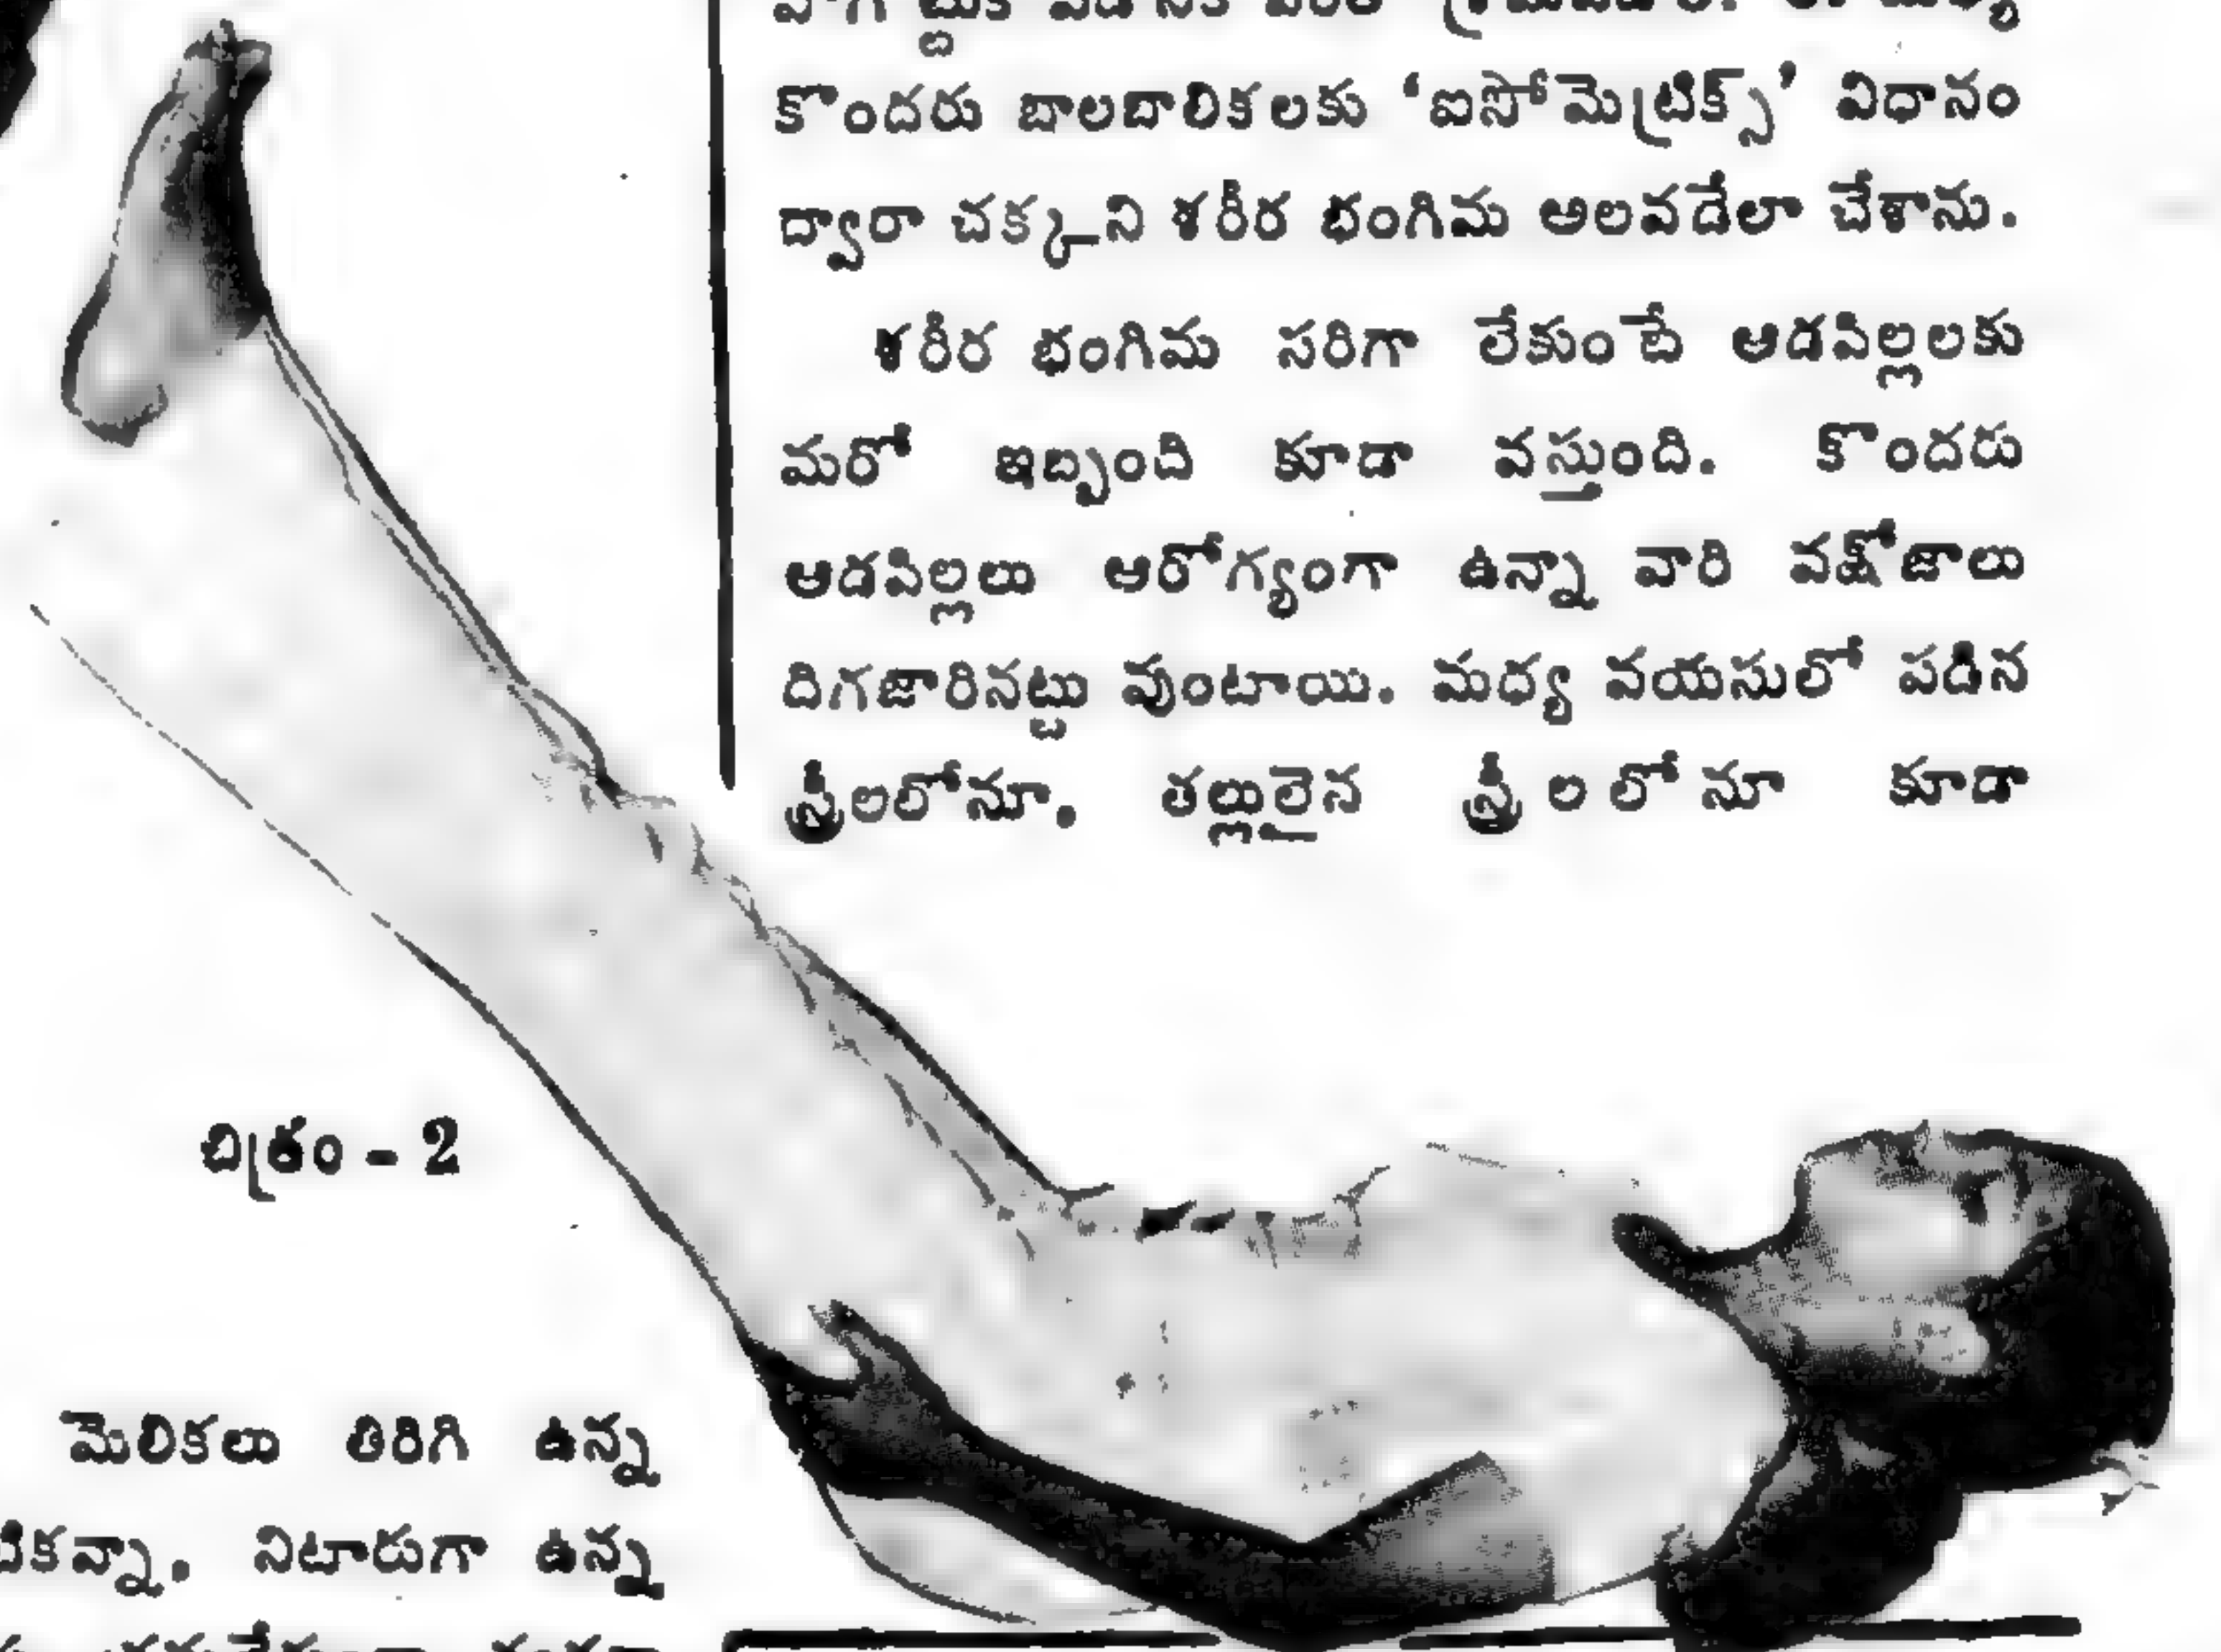 కొందరు బాలబాలికలకు ‘ఐసోమెట్రిక్స్’ విధానం
ద్వారా చక్కని శరీర భంగిమ అలవడేలా చేశాను.
శరీర భంగిమ సరిగా లేకుంటే ఆడపిల్లలకు
మరో ఇబ్బంది కూడా వస్తుంది. కొందరు
ఆడపిల్లలు ఆరోగ్యంగా ఉన్నా వారి వక్షోజాలు
దిగజారినట్టు వుంటాయి. మధ్య వయసులో పడిన
స్త్రీలలోనూ, తల్లులైన స్త్రీలలోనూ కూడా
చిత్రం - 2
మెలికలు తిరిగి ఉన్న
నిటారుగా ఉన్న